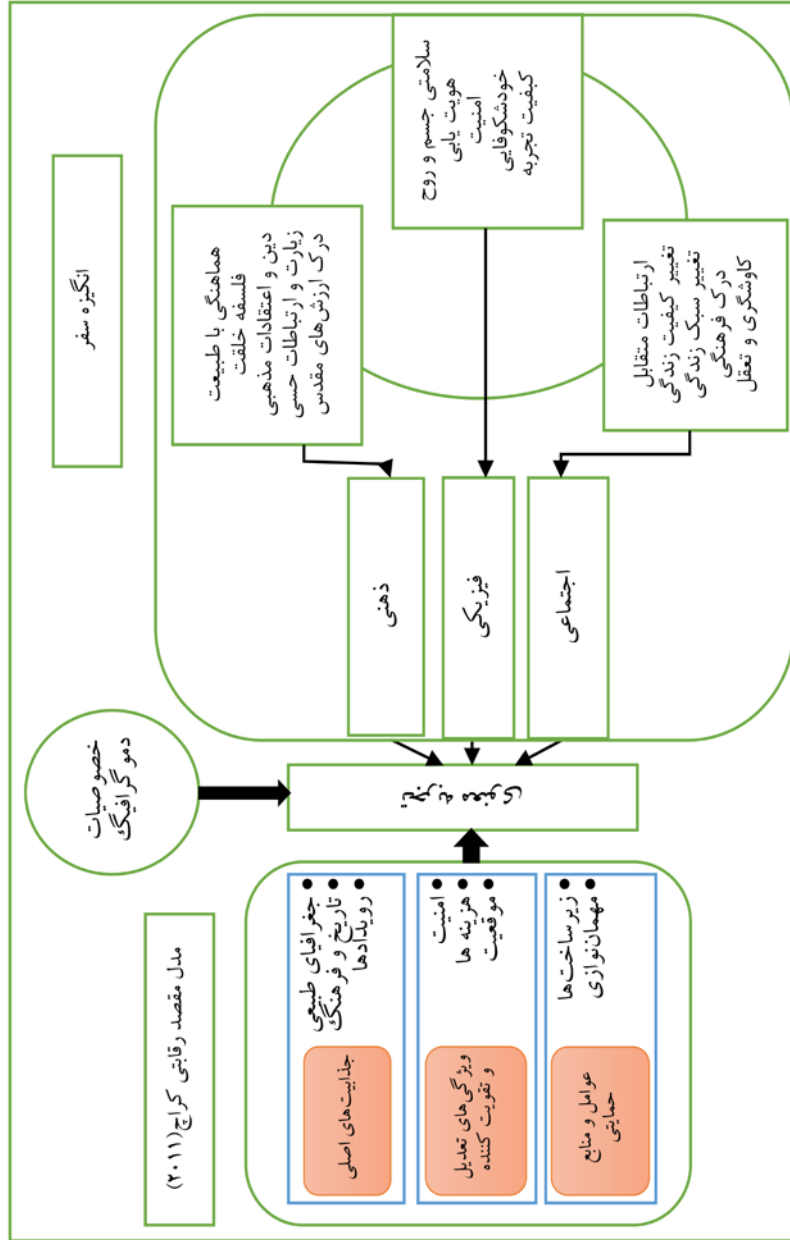 انگیزه سفر
هماهنگی با طبیعت
فلسفه خلقت
دین و اعتقادات مذهبی
زیارت و ارتباطات حسی
درک ارزش‌های مقدس
سلامتی جسم و روح
هویت یابی
امنیت
خودشکوفایی
کیفیت تجربه
ارتباطات متقابل
تغییر کیفیت زندگی
تغییر سبک زندگی
درک فرهنگی
کاوشگری و تعقل
ذهنی
فیزیکی
اجتماعی
خصوصیات
دموگرافیگ
تجربه معنوی
مدل مقصد رقابتی کراچ(۲۰۱۱)
● جغرافیای طبیعی
● تاریخ و فرهنگ
● رویدادها
جذابیت‌های اصلی
● امنیت
● هزینه ها
● موقعیت
ویژگی‌های تعدیل
و تقویت کننده
● زیرساخت‌ها
● مهمان‌نوازی
عوامل و منابع
حمایتی